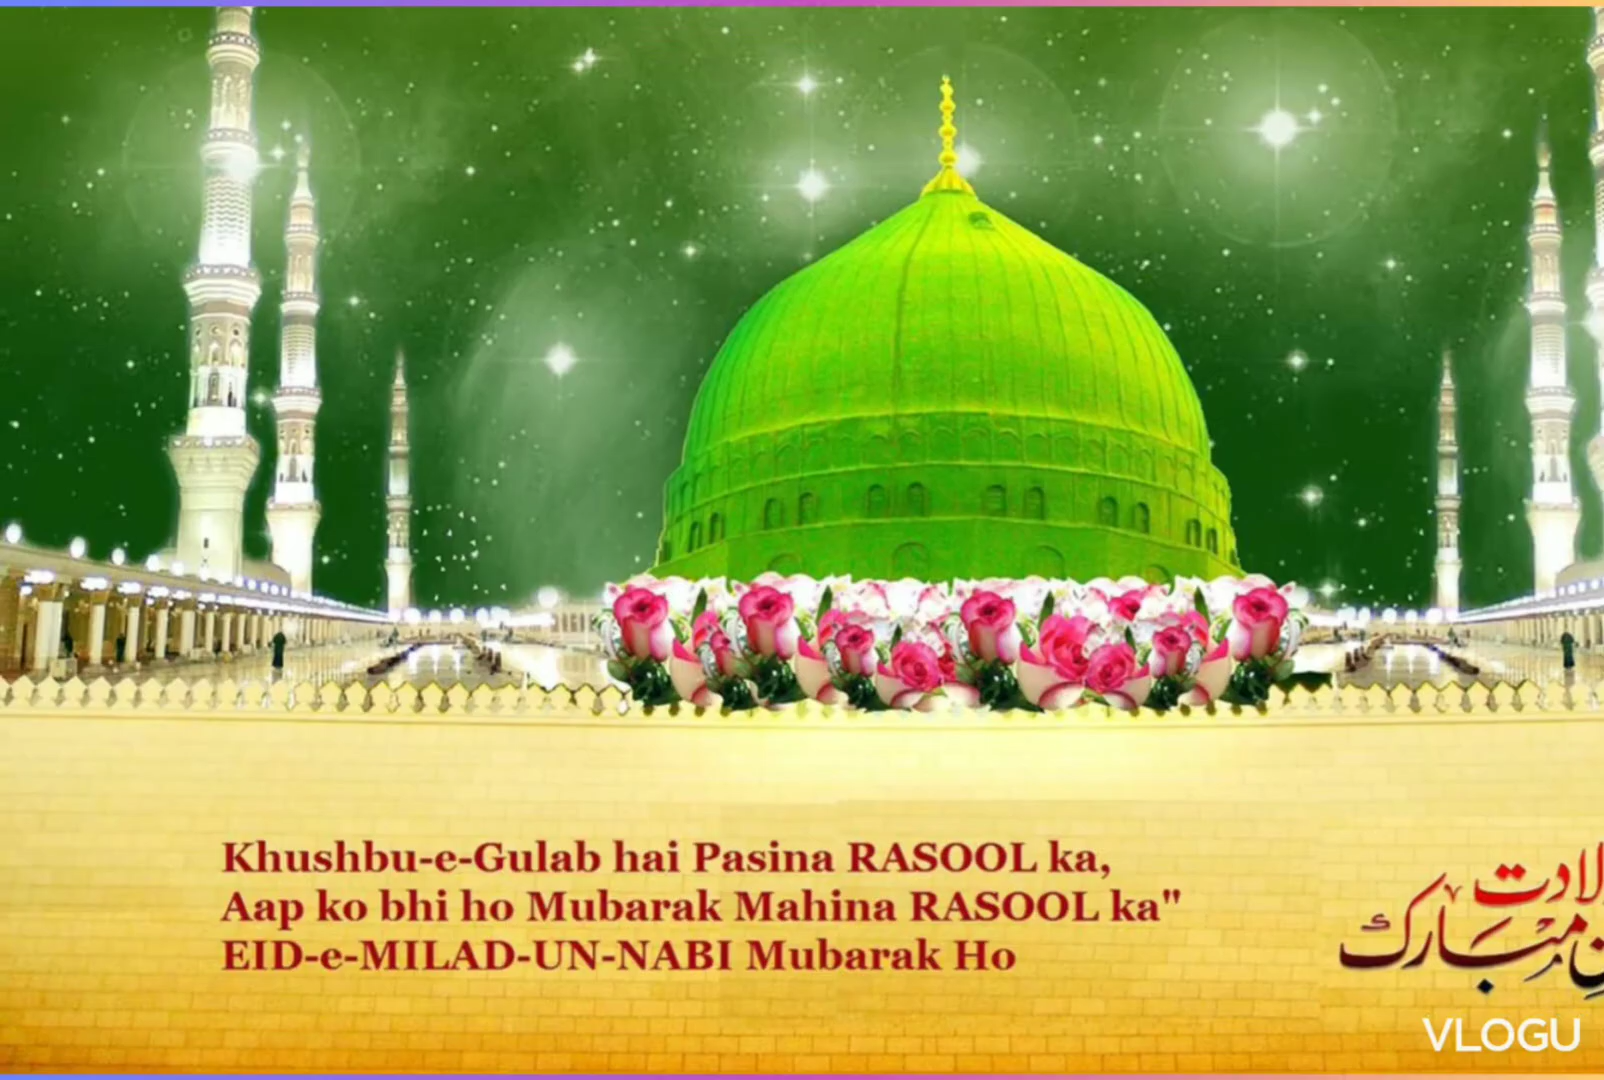 Khushbu-e-Gulab hai Pasina RASOOL ka,
Aap ko bhi ho Mubarak Mahina RASOOL ka"
EID-e-MILAD-UN-NABI Mubarak Ho
مبارک
VLOGU